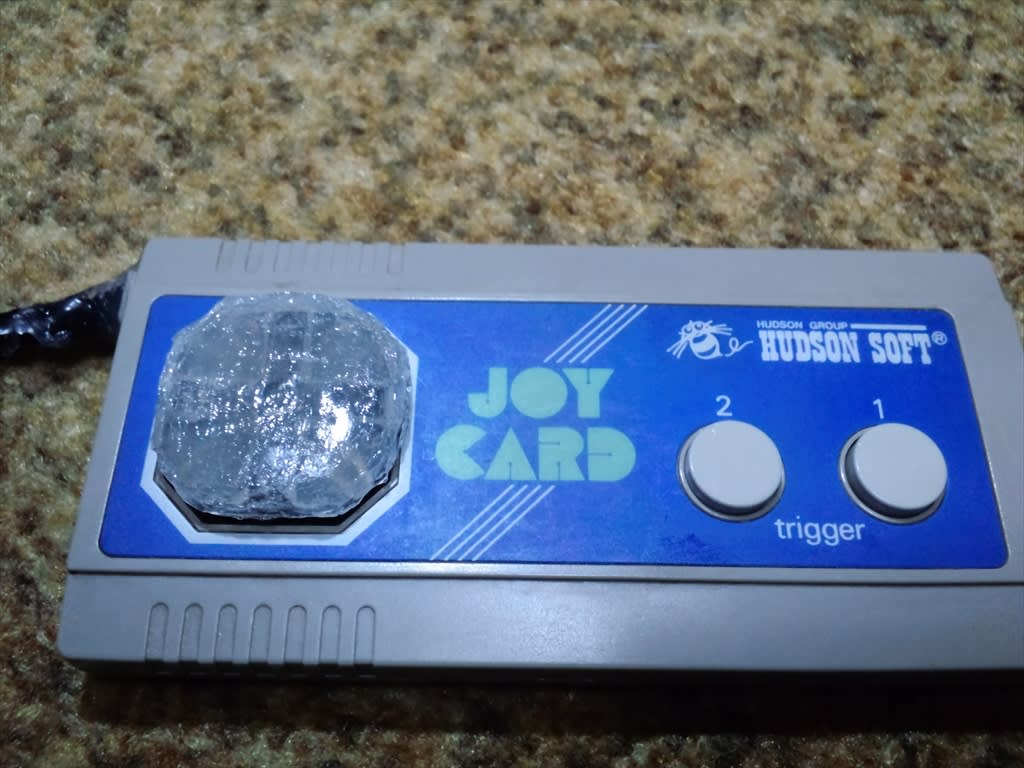 HUDSON GROUP
HUDSON SOFT®
JOY
CARD
2 1
trigger